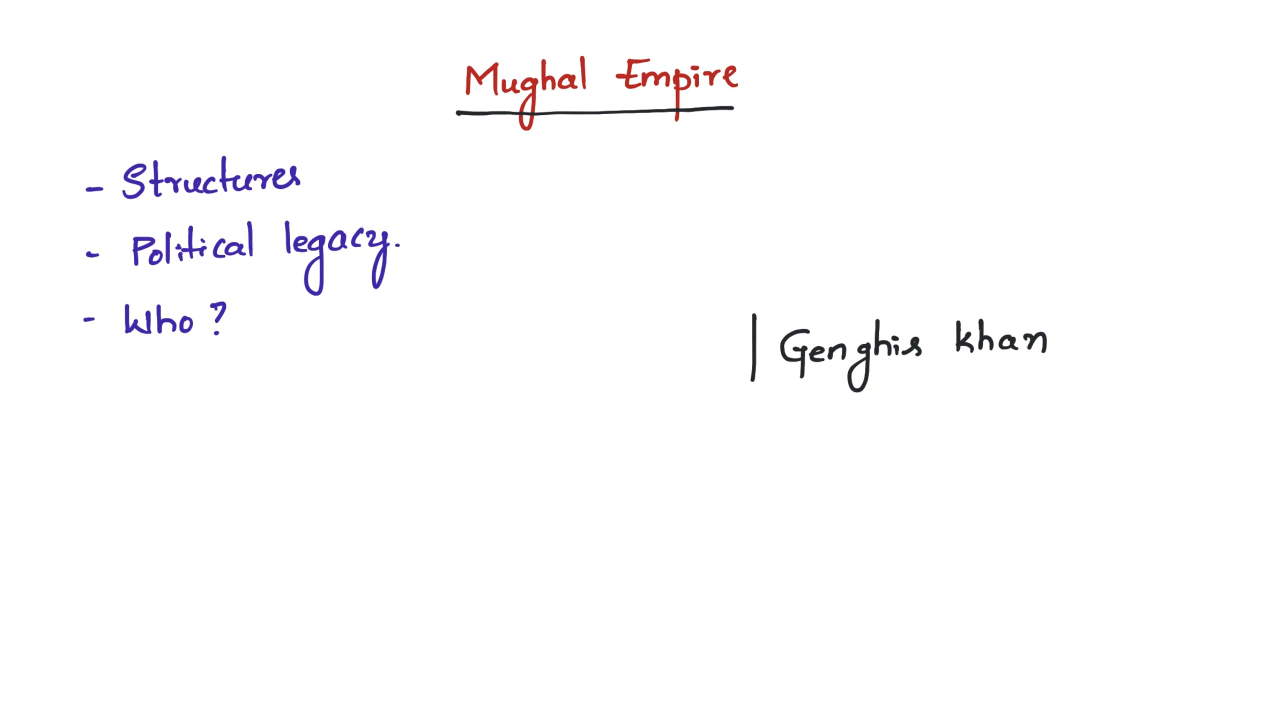 Mughal Empire
- Structures
- Political legacy.
- Who?
| Genghis khan